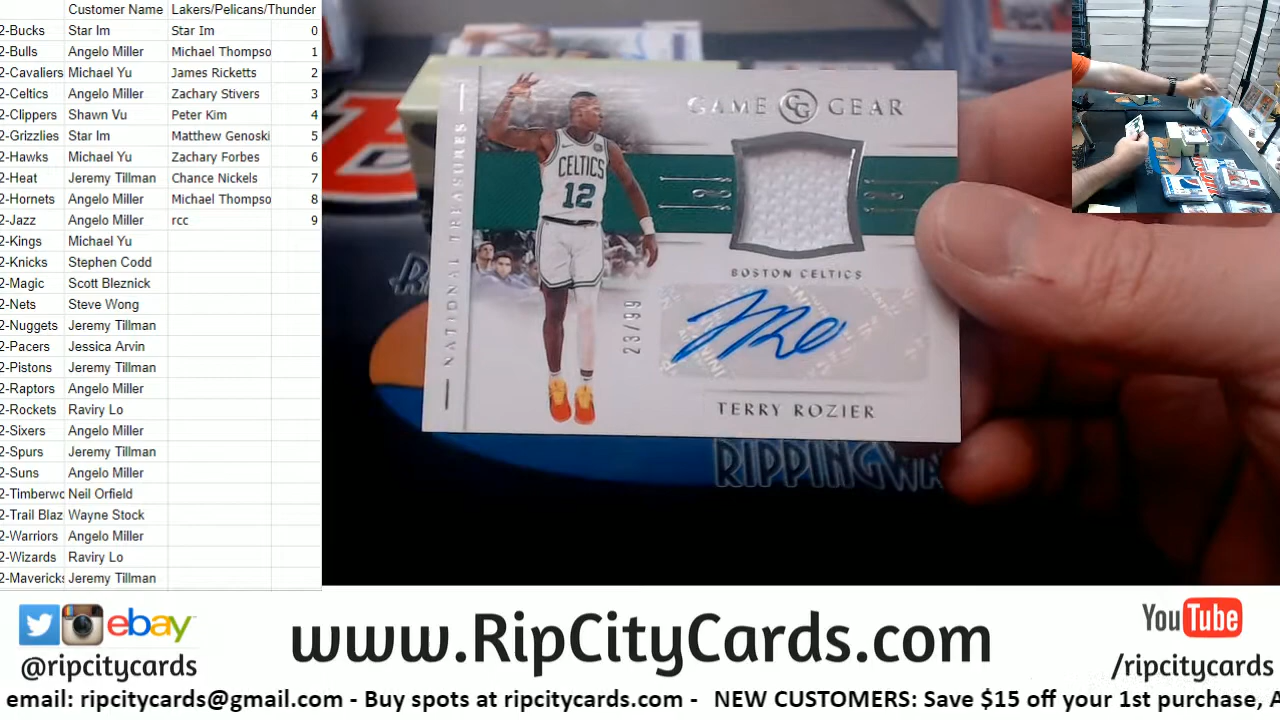 Customer Name Lakers/Pelicans/Thunder
2-Bucks Star Im Star Im 0
2-Bulls Angelo Miller Michael Thompso 1
2-Cavaliers Michael Yu James Ricketts 2
2-Celtics Angelo Miller Zachary Stivers 3
2-Clippers Shawn Vu Peter Kim 4
2-Grizzlies Star Im Matthew Genoski 5
2-Hawks Michael Yu Zachary Forbes 6
2-Heat Jeremy Tillman Chance Nickels 7
2-Hornets Angelo Miller Michael Thompso 8
2-Jazz Angelo Miller rcc 9
2-Kings Michael Yu
2-Knicks Stephen Codd
2-Magic Scott Bleznick
2-Nets Steve Wong
2-Nuggets Jeremy Tillman
2-Pacers Jessica Arvin
2-Pistons Jeremy Tillman
2-Raptors Angelo Miller
2-Rockets Raviry Lo
2-Sixers Angelo Miller
2-Spurs Jeremy Tillman
2-Suns Angelo Miller
2-Timberwo Neil Orfield
2-Trail Blaz Wayne Stock
2-Warriors Angelo Miller
2-Wizards Raviry Lo
2-Mavericks Jeremy Tillman
NATIONAL TREASURES
GAME GG GEAR
CELTICS
12
BOSTON CELTICS
23/99
TERRY ROZIER
RIPPINGWA
ebay
@ripcitycards
www.RipCityCards.com
YouTube
/ripcitycards
email: ripcitycards@gmail.com - Buy spots at ripcitycards.com - NEW CUSTOMERS: Save $15 off your 1st purchase, A